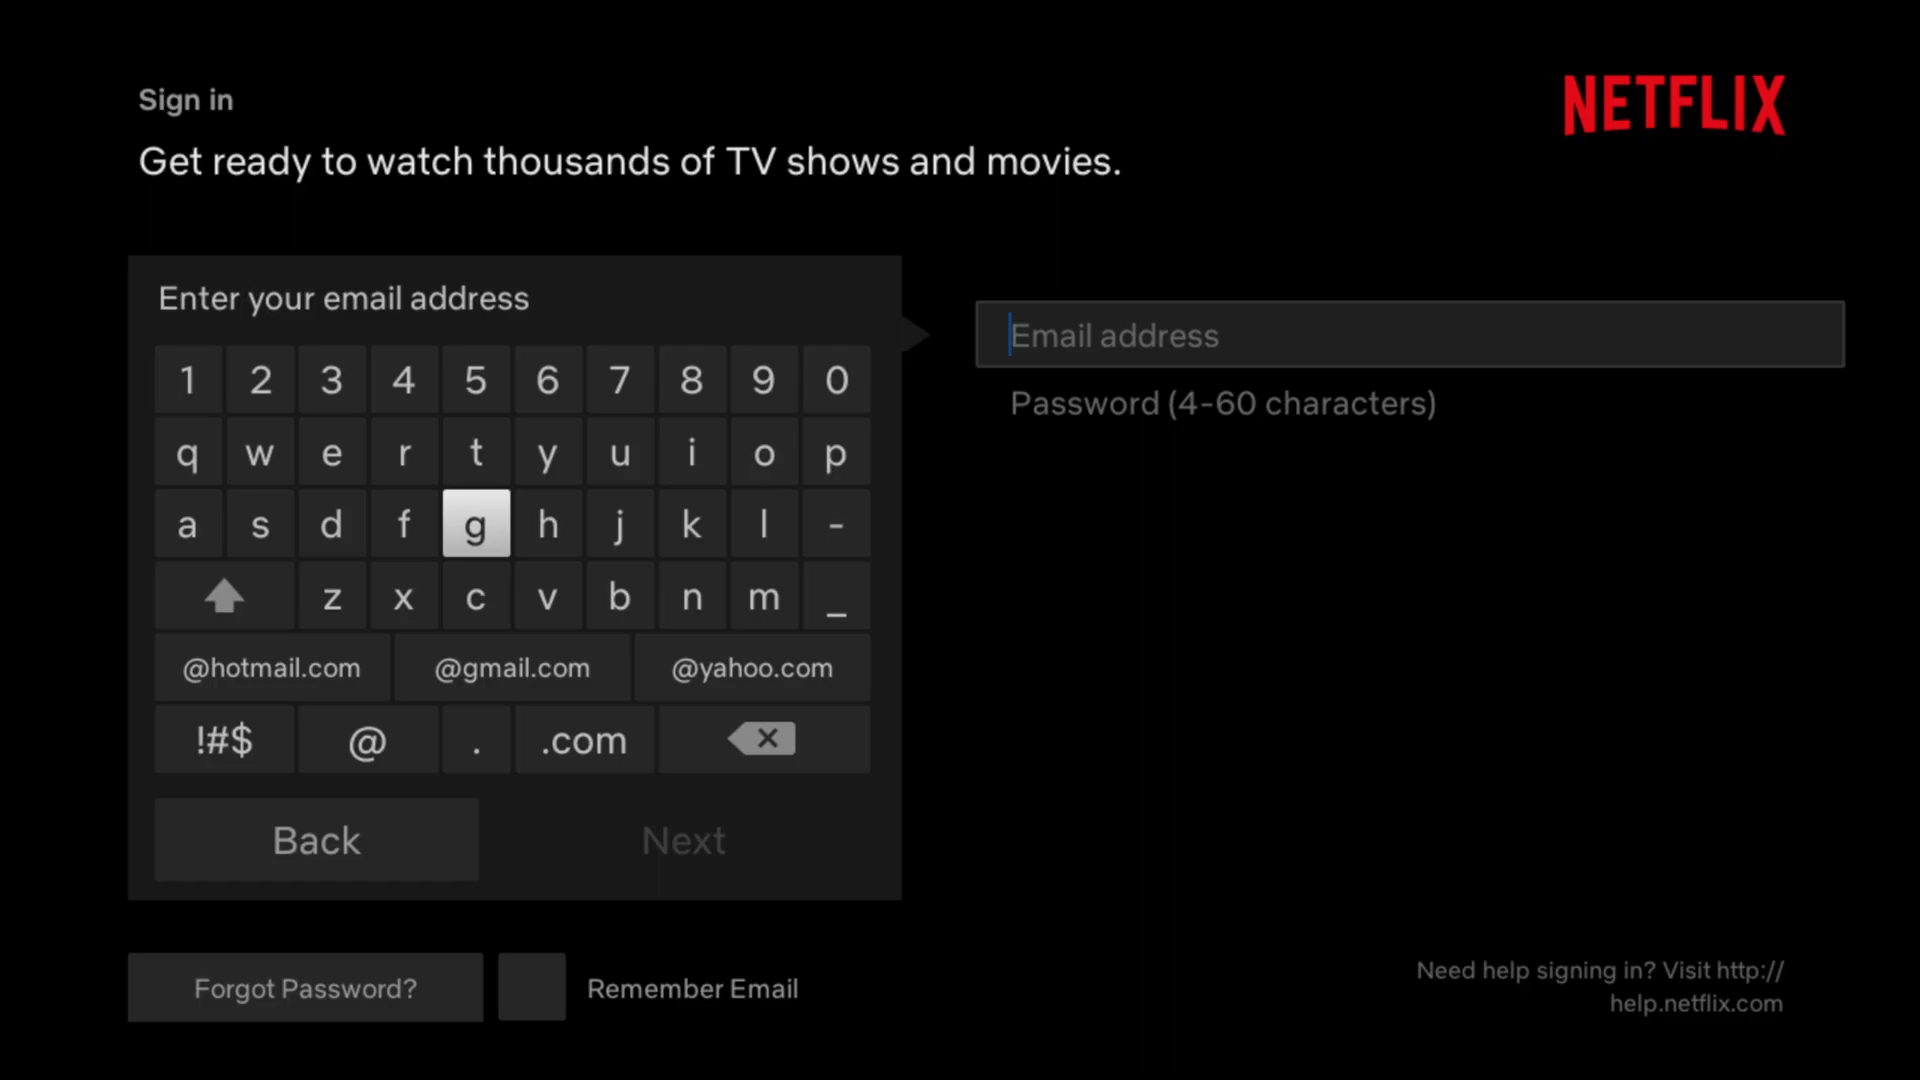 Sign in
NETFLIX
Get ready to watch thousands of TV shows and movies.
Enter your email address
Email address
Password (4-60 characters)
1 2 3 4 5 6 7 8 9 0
q w e r t y u i o p
a s d f g h j k l -
z x c v b n m _
@hotmail.com @gmail.com @yahoo.com
!#$ @ . .com
Back Next
Forgot Password? Remember Email
Need help signing in? Visit http://
help.netflix.com